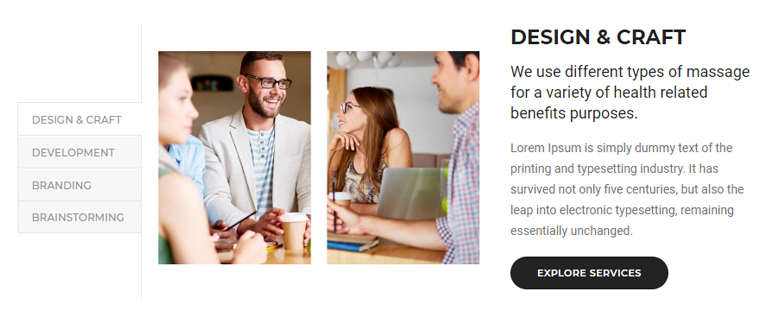 DESIGN & CRAFT
DEVELOPMENT
BRANDING
BRAINSTORMING
DESIGN & CRAFT
We use different types of massage
for a variety of health related
benefits purposes.
Lorem Ipsum is simply dummy text of the
printing and typesetting industry. It has
survived not only five centuries, but also the
leap into electronic typesetting, remaining
essentially unchanged.
EXPLORE SERVICES